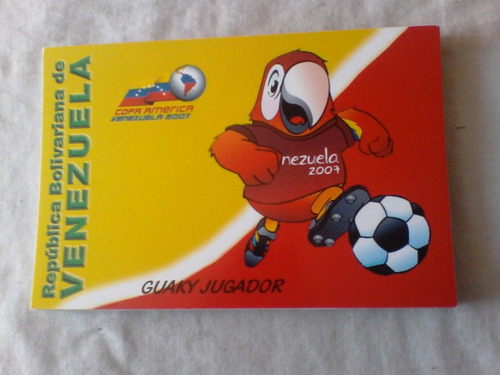 República Bolivariana de
VENEZUELA
COPA AMERICA
VENEZUELA 2007
nezuela
2007
GUAKY JUGADOR